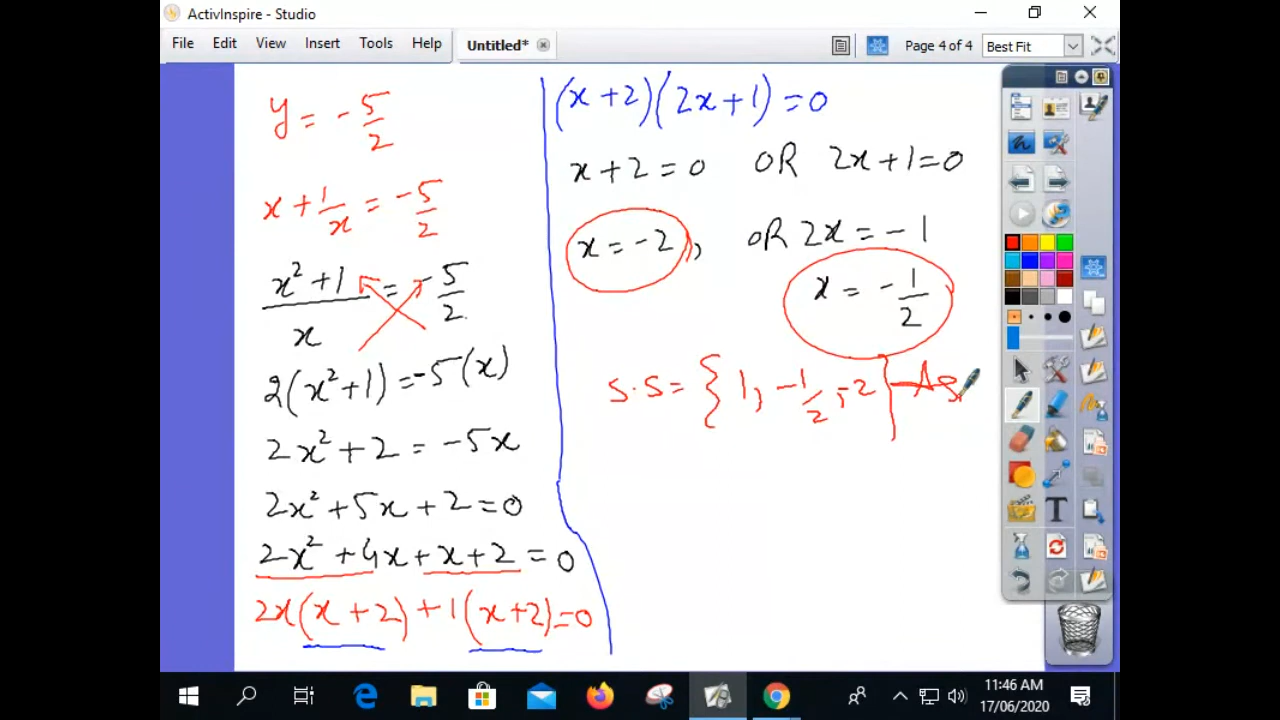 ActivInspire - Studio
File Edit View Insert Tools Help Untitled* Page 4 of 4 Best Fit
y = -5/2
x + 1/x = -5/2
x² + 1 / x = -5/2
2(x² + 1) = -5(x)
2x² + 2 = -5x
2x² + 5x + 2 = 0
2x² + 4x + x + 2 = 0
2x(x + 2) + 1(x + 2) = 0
(x + 2)(2x + 1) = 0
x + 2 = 0 OR 2x + 1 = 0
x = -2, OR 2x = -1
x = -1/2
S.S = { 1, -1/2, -2 }
11:46 AM
17/06/2020